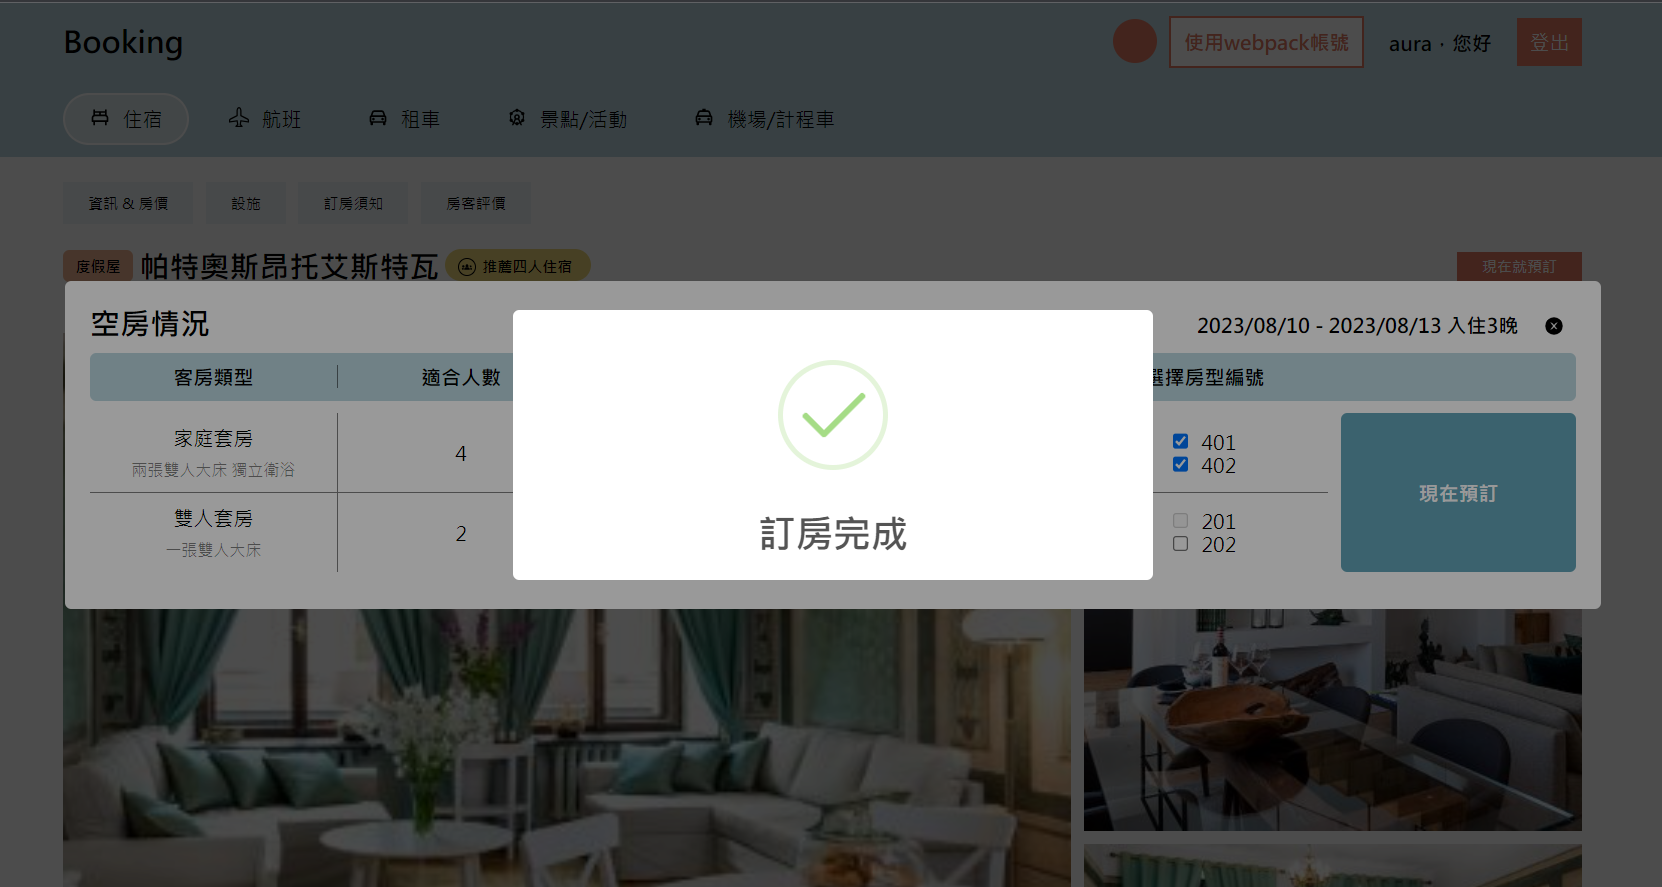 Booking
使用webpack帳號
aura，您好
登出
住宿
航班
租車
景點/活動
機場/計程車
資訊 & 房價
設施
訂房須知
房客評價
度假屋
帕特奧斯昂托艾斯特瓦
推薦四人住宿
現在就預訂
空房情況
2023/08/10 - 2023/08/13 入住3晚
客房類型
適合人數
選擇房型編號
家庭套房
兩張雙人大床 獨立衛浴
4
401
402
現在預訂
雙人套房
一張雙人大床
2
201
202
訂房完成